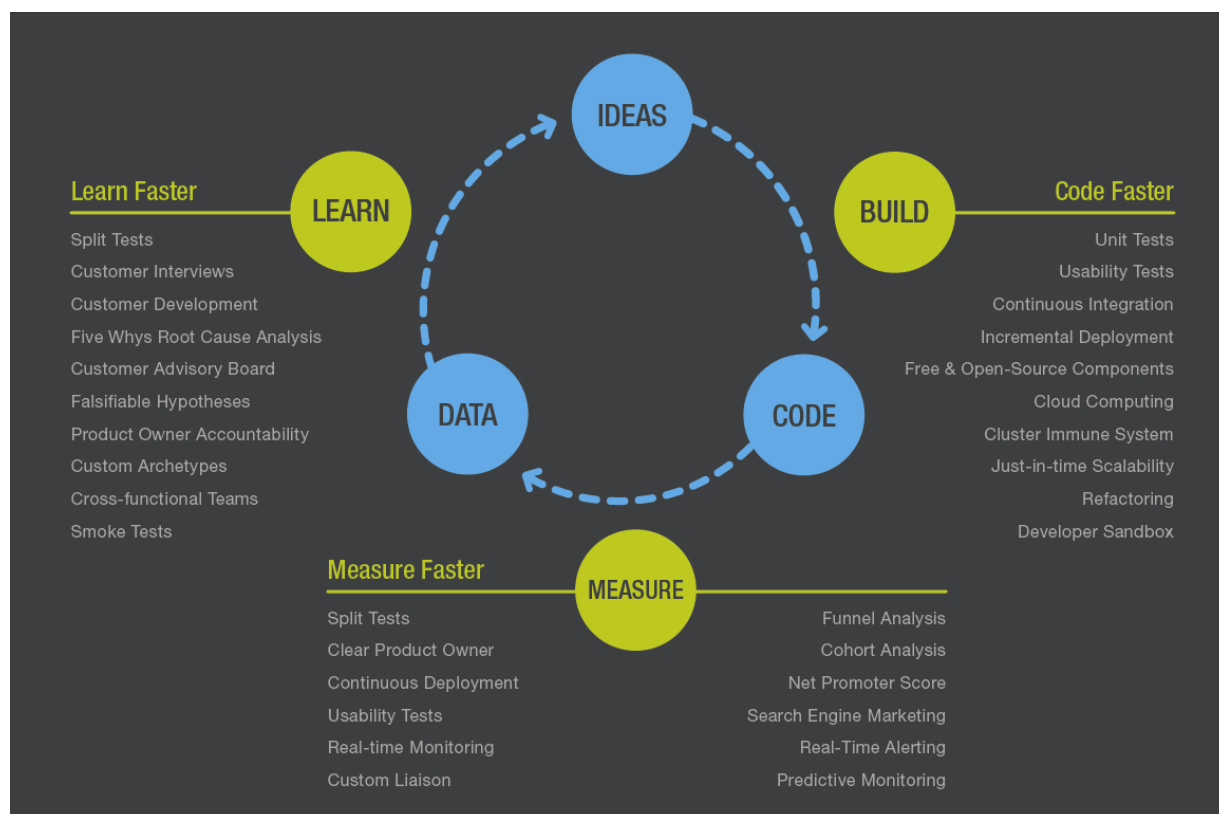 IDEAS
Learn Faster
LEARN
Split Tests
Customer Interviews
Customer Development
Five Whys Root Cause Analysis
Customer Advisory Board
Falsifiable Hypotheses
Product Owner Accountability
Custom Archetypes
Cross-functional Teams
Smoke Tests
BUILD
Code Faster
Unit Tests
Usability Tests
Continuous Integration
Incremental Deployment
Free & Open-Source Components
Cloud Computing
Cluster Immune System
Just-in-time Scalability
Refactoring
Developer Sandbox
DATA
CODE
Measure Faster
MEASURE
Split Tests
Clear Product Owner
Continuous Deployment
Usability Tests
Real-time Monitoring
Custom Liaison
Funnel Analysis
Cohort Analysis
Net Promoter Score
Search Engine Marketing
Real-Time Alerting
Predictive Monitoring